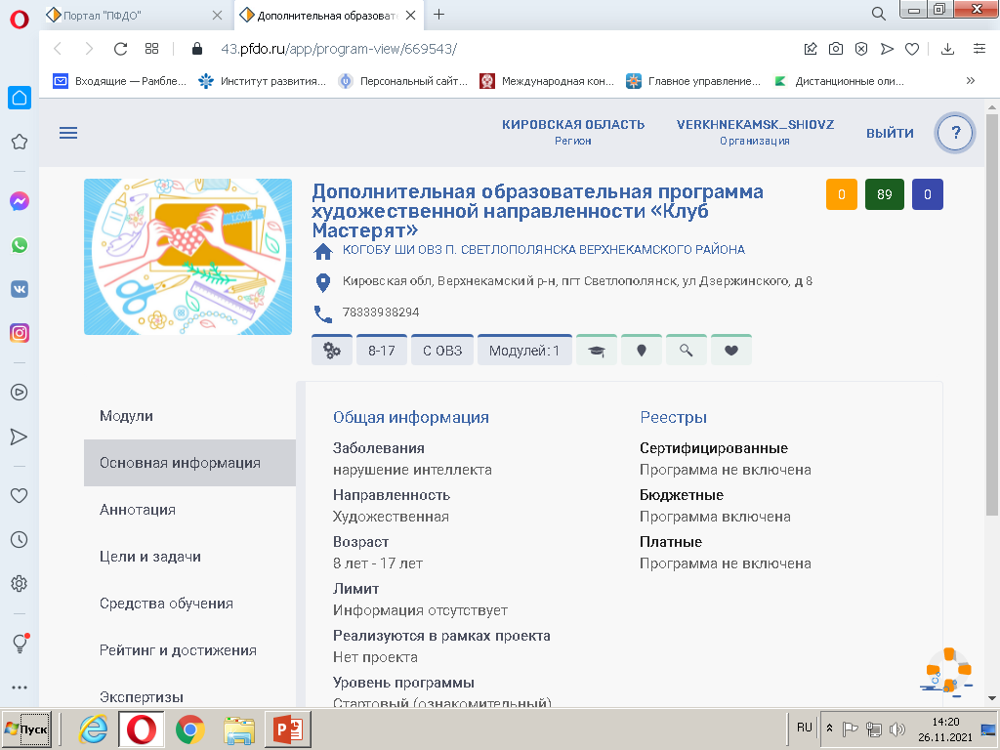 Портал "ПФДО"
Дополнительная образоват
43.pfdo.ru/app/program-view/669543/
Входящие — Рамбле...
Институт развития...
Персональный сайт...
Международная кон...
Главное управление...
Дистанционные оли...
КИРОВСКАЯ ОБЛАСТЬ
Регион
VERKHNEKAMSK_SHIOVZ
Организация
ВЫЙТИ
?
LOVE
Дополнительная образовательная программа
художественной направленности «Клуб
Мастерят»
0
89
0
КОГОБУ ШИ ОВЗ П. СВЕТЛОПОЛЯНСКА ВЕРХНЕКАМСКОГО РАЙОНА
Кировская обл, Верхнекамский р-н, пгт Светлополянск, ул Дзержинского, д 8
78333938294
8-17
С ОВЗ
Модулей: 1
Модули
Основная информация
Аннотация
Цели и задачи
Средства обучения
Рейтинг и достижения
Экспертизы
Общая информация
Заболевания
нарушение интеллекта
Направленность
Художественная
Возраст
8 лет - 17 лет
Лимит
Информация отсутствует
Реализуются в рамках проекта
Нет проекта
Уровень программы
Стартовый (ознакомительный)
Реестры
Сертифицированные
Программа не включена
Бюджетные
Программа включена
Платные
Программа не включена
Пуск
RU
14:20
26.11.2021